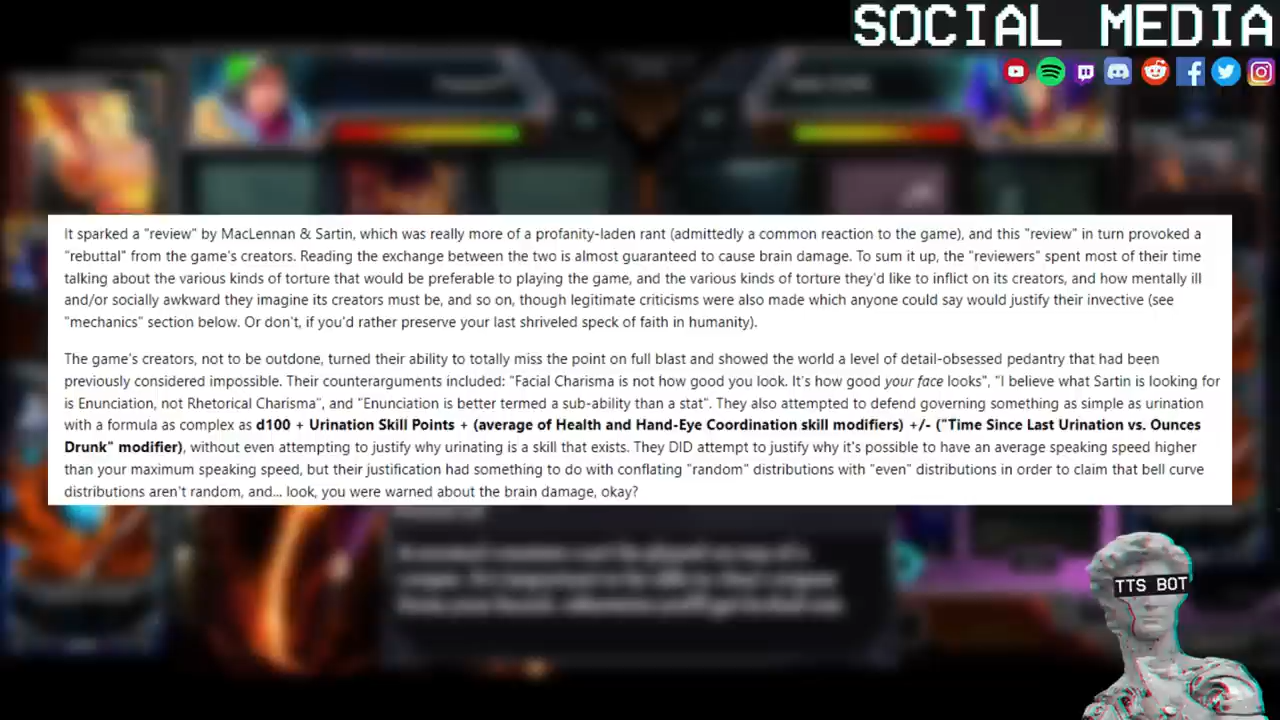 SOCIAL MEDIA
It sparked a "review" by MacLennan & Sartin, which was really more of a profanity-laden rant (admittedly a common reaction to the game), and this "review" in turn provoked a
"rebuttal" from the game's creators. Reading the exchange between the two is almost guaranteed to cause brain damage. To sum it up, the "reviewers" spent most of their time
talking about the various kinds of torture that would be preferable to playing the game, and the various kinds of torture they'd like to inflict on its creators, and how mentally ill
and/or socially awkward they imagine its creators must be, and so on, though legitimate criticisms were also made which anyone could say would justify their invective (see
"mechanics" section below. Or don't, if you'd rather preserve your last shriveled speck of faith in humanity).
The game's creators, not to be outdone, turned their ability to totally miss the point on full blast and showed the world a level of detail-obsessed pedantry that had been
previously considered impossible. Their counterarguments included: "Facial Charisma is not how good you look. It's how good your face looks", "I believe what Sartin is looking for
is Enunciation, not Rhetorical Charisma", and "Enunciation is better termed a sub-ability than a stat". They also attempted to defend governing something as simple as urination
with a formula as complex as d100 + Urination Skill Points + (average of Health and Hand-Eye Coordination skill modifiers) +/- ("Time Since Last Urination vs. Ounces
Drunk" modifier), without even attempting to justify why urinating is a skill that exists. They DID attempt to justify why it's possible to have an average speaking speed higher
than your maximum speaking speed, but their justification had something to do with conflating "random" distributions with "even" distributions in order to claim that bell curve
distributions aren't random, and... look, you were warned about the brain damage, okay?
TTS BOT